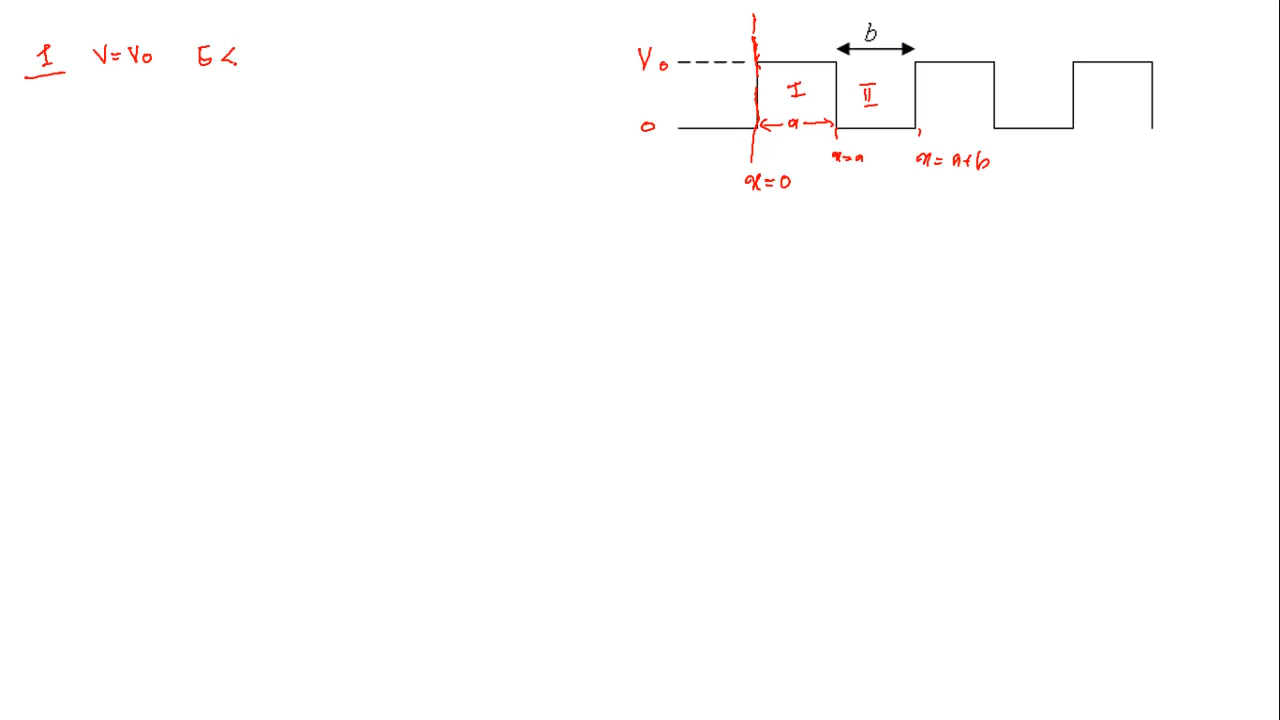 I V=V₀ E <
b
V₀
I II
0
a
x=a x=a+b
x=0